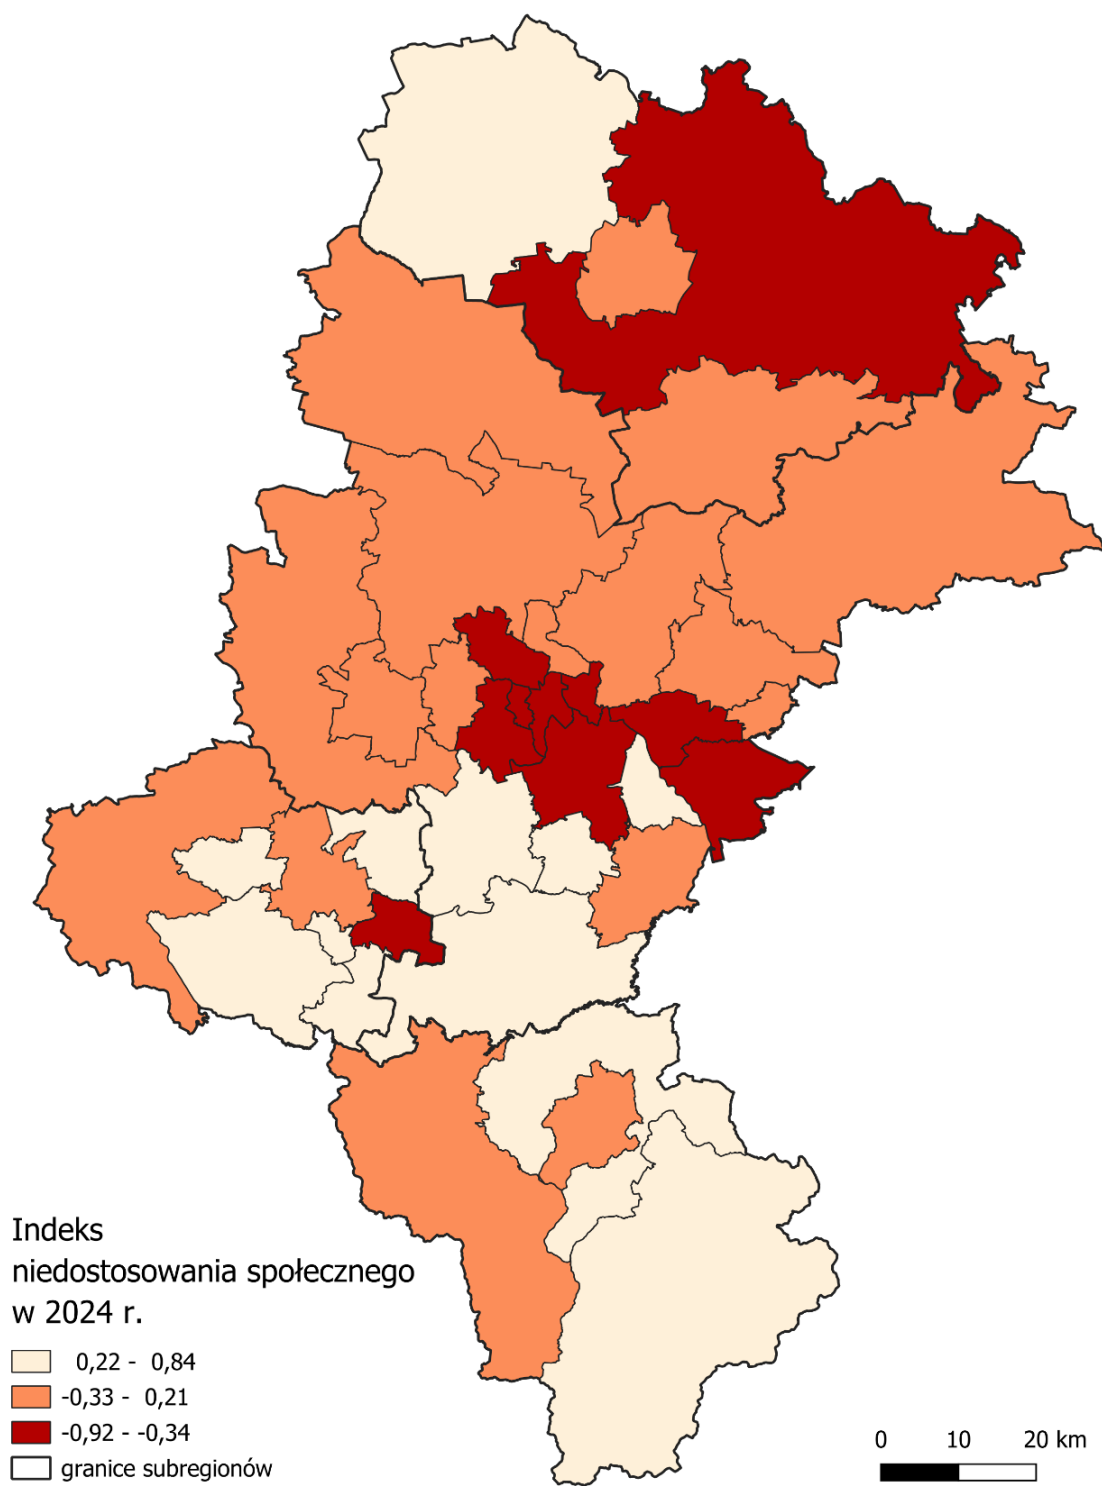 Indeks
niedostosowania społecznego
w 2024 r.
0,22 - 0,84
-0,33 - 0,21
-0,92 - -0,34
granice subregionów
0 10 20 km